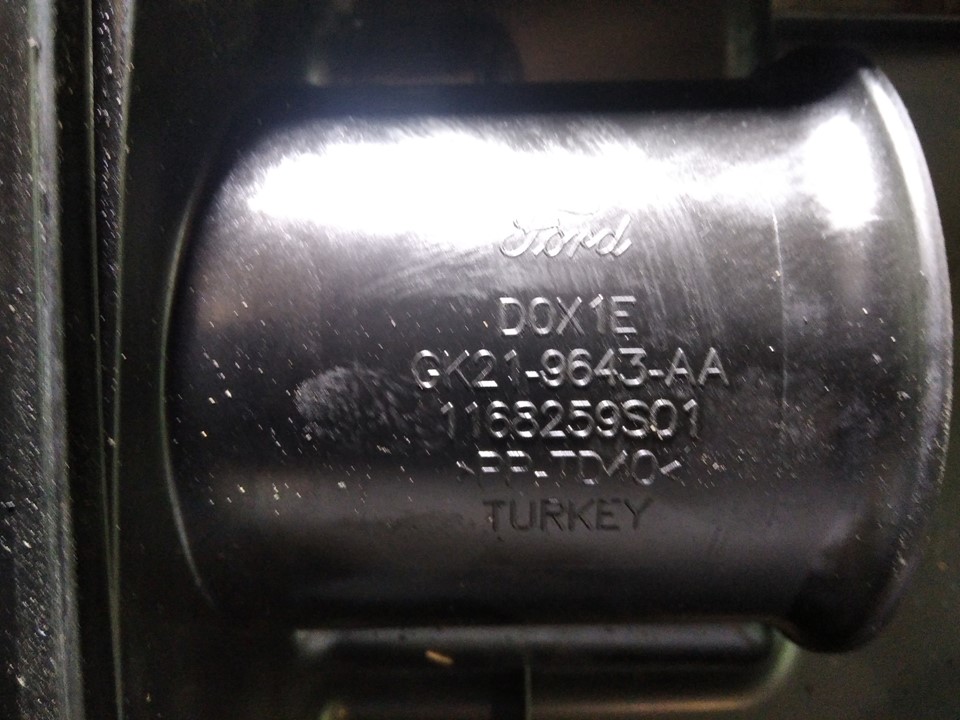 Ford
D0X1E
GK21-9643-AA
1168259S01
>PP-TD40<
TURKEY